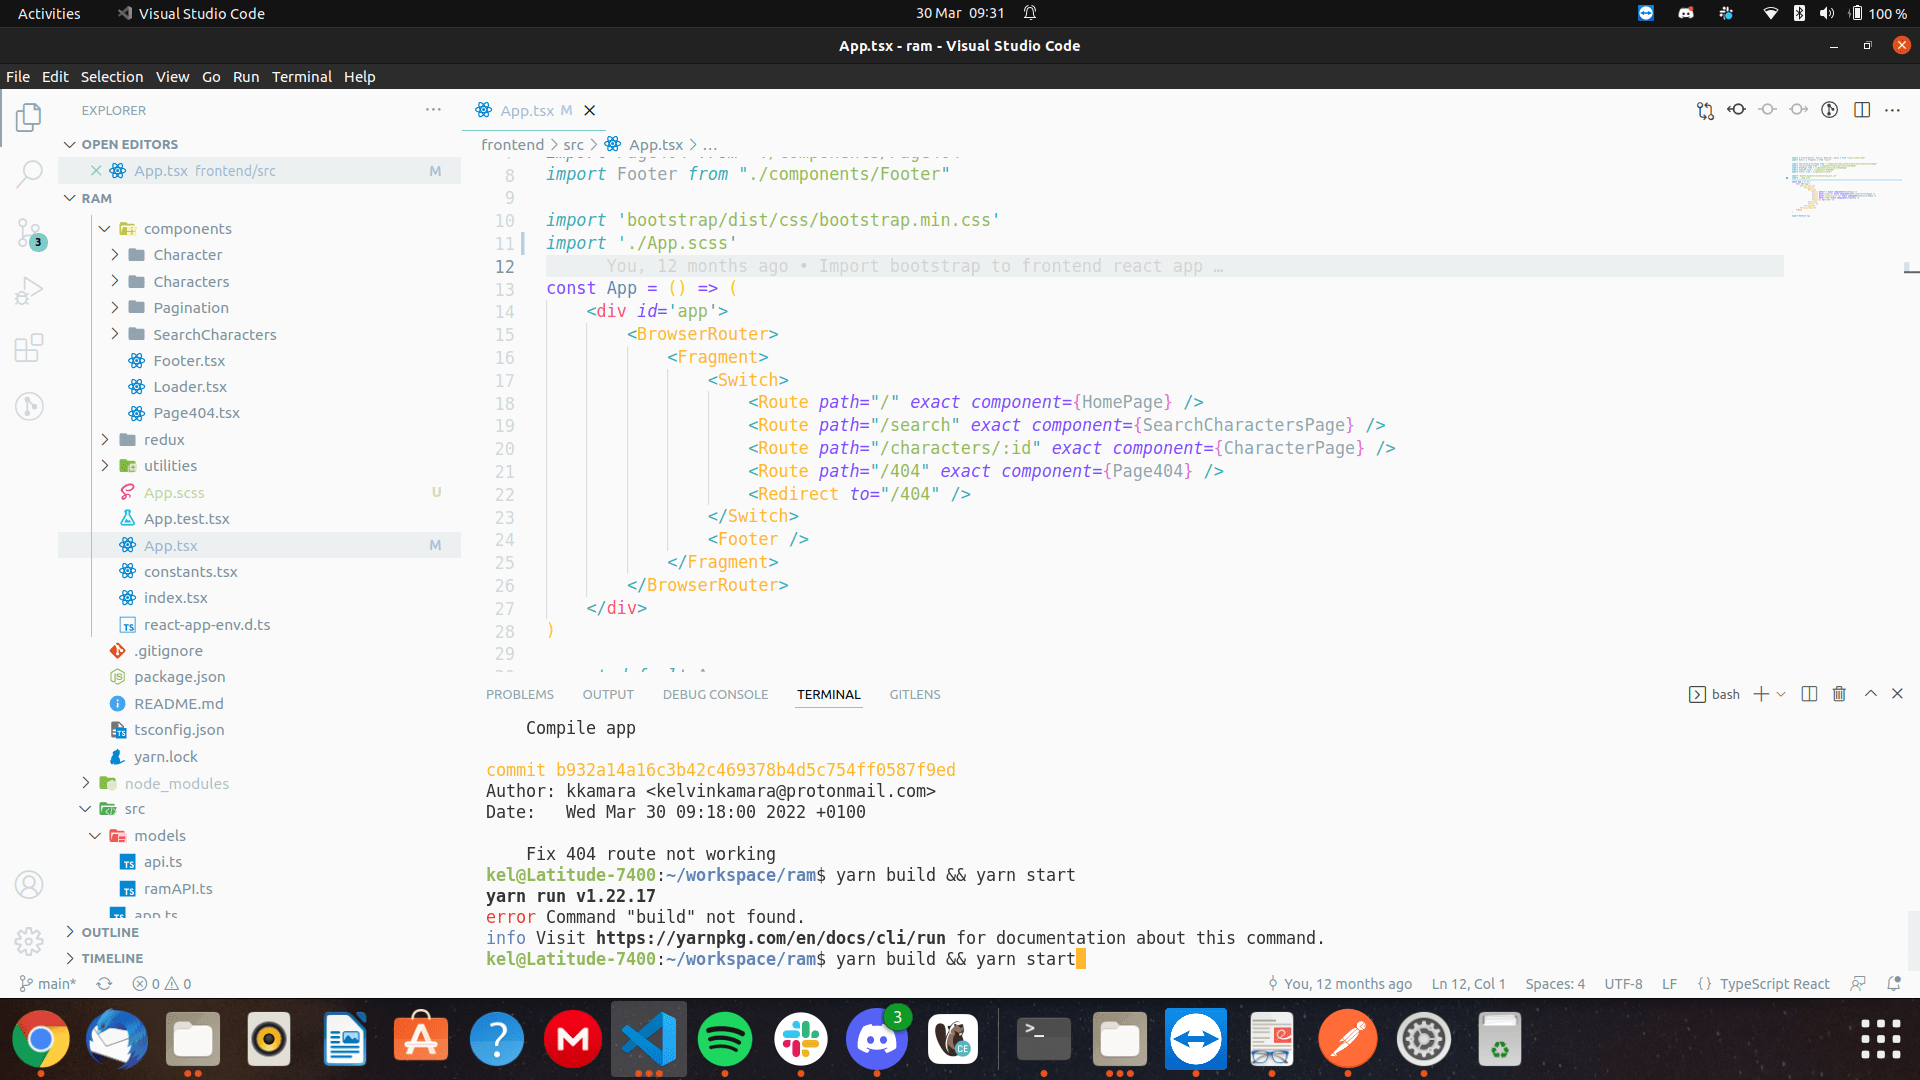 Activities
Visual Studio Code
30 Mar 09:31
100 %
App.tsx - ram - Visual Studio Code
File Edit Selection View Go Run Terminal Help
EXPLORER
OPEN EDITORS
App.tsx frontend/src M
RAM
components
Character
Characters
Pagination
SearchCharacters
Footer.tsx
Loader.tsx
Page404.tsx
redux
utilities
App.scss U
App.test.tsx
App.tsx M
constants.tsx
index.tsx
react-app-env.d.ts
.gitignore
package.json
README.md
tsconfig.json
yarn.lock
node_modules
src
models
api.ts
ramAPI.ts
app.ts
OUTLINE
TIMELINE
3
App.tsx M
frontend > src > App.tsx > ...
8 import Footer from "./components/Footer"
9
10 import 'bootstrap/dist/css/bootstrap.min.css'
11 import './App.scss'
12 You, 12 months ago • Import bootstrap to frontend react app …
13 const App = () => (
14 <div id='app'>
15 <BrowserRouter>
16 <Fragment>
17 <Switch>
18 <Route path="/" exact component={HomePage} />
19 <Route path="/search" exact component={SearchCharactersPage} />
20 <Route path="/characters/:id" exact component={CharacterPage} />
21 <Route path="/404" exact component={Page404} />
22 <Redirect to="/404" />
23 </Switch>
24 <Footer />
25 </Fragment>
26 </BrowserRouter>
27 </div>
28 )
29
PROBLEMS OUTPUT DEBUG CONSOLE TERMINAL GITLENS
bash
Compile app
commit b932a14a16c3b42c469378b4d5c754ff0587f9ed
Author: kkamara <kelvinkamara@protonmail.com>
Date: Wed Mar 30 09:18:00 2022 +0100
Fix 404 route not working
kel@Latitude-7400:~/workspace/ram$ yarn build && yarn start
yarn run v1.22.17
error Command "build" not found.
info Visit https://yarnpkg.com/en/docs/cli/run for documentation about this command.
kel@Latitude-7400:~/workspace/ram$ yarn build && yarn start
main* 0 0
You, 12 months ago Ln 12, Col 1 Spaces: 4 UTF-8 LF {} TypeScript React
3
CE